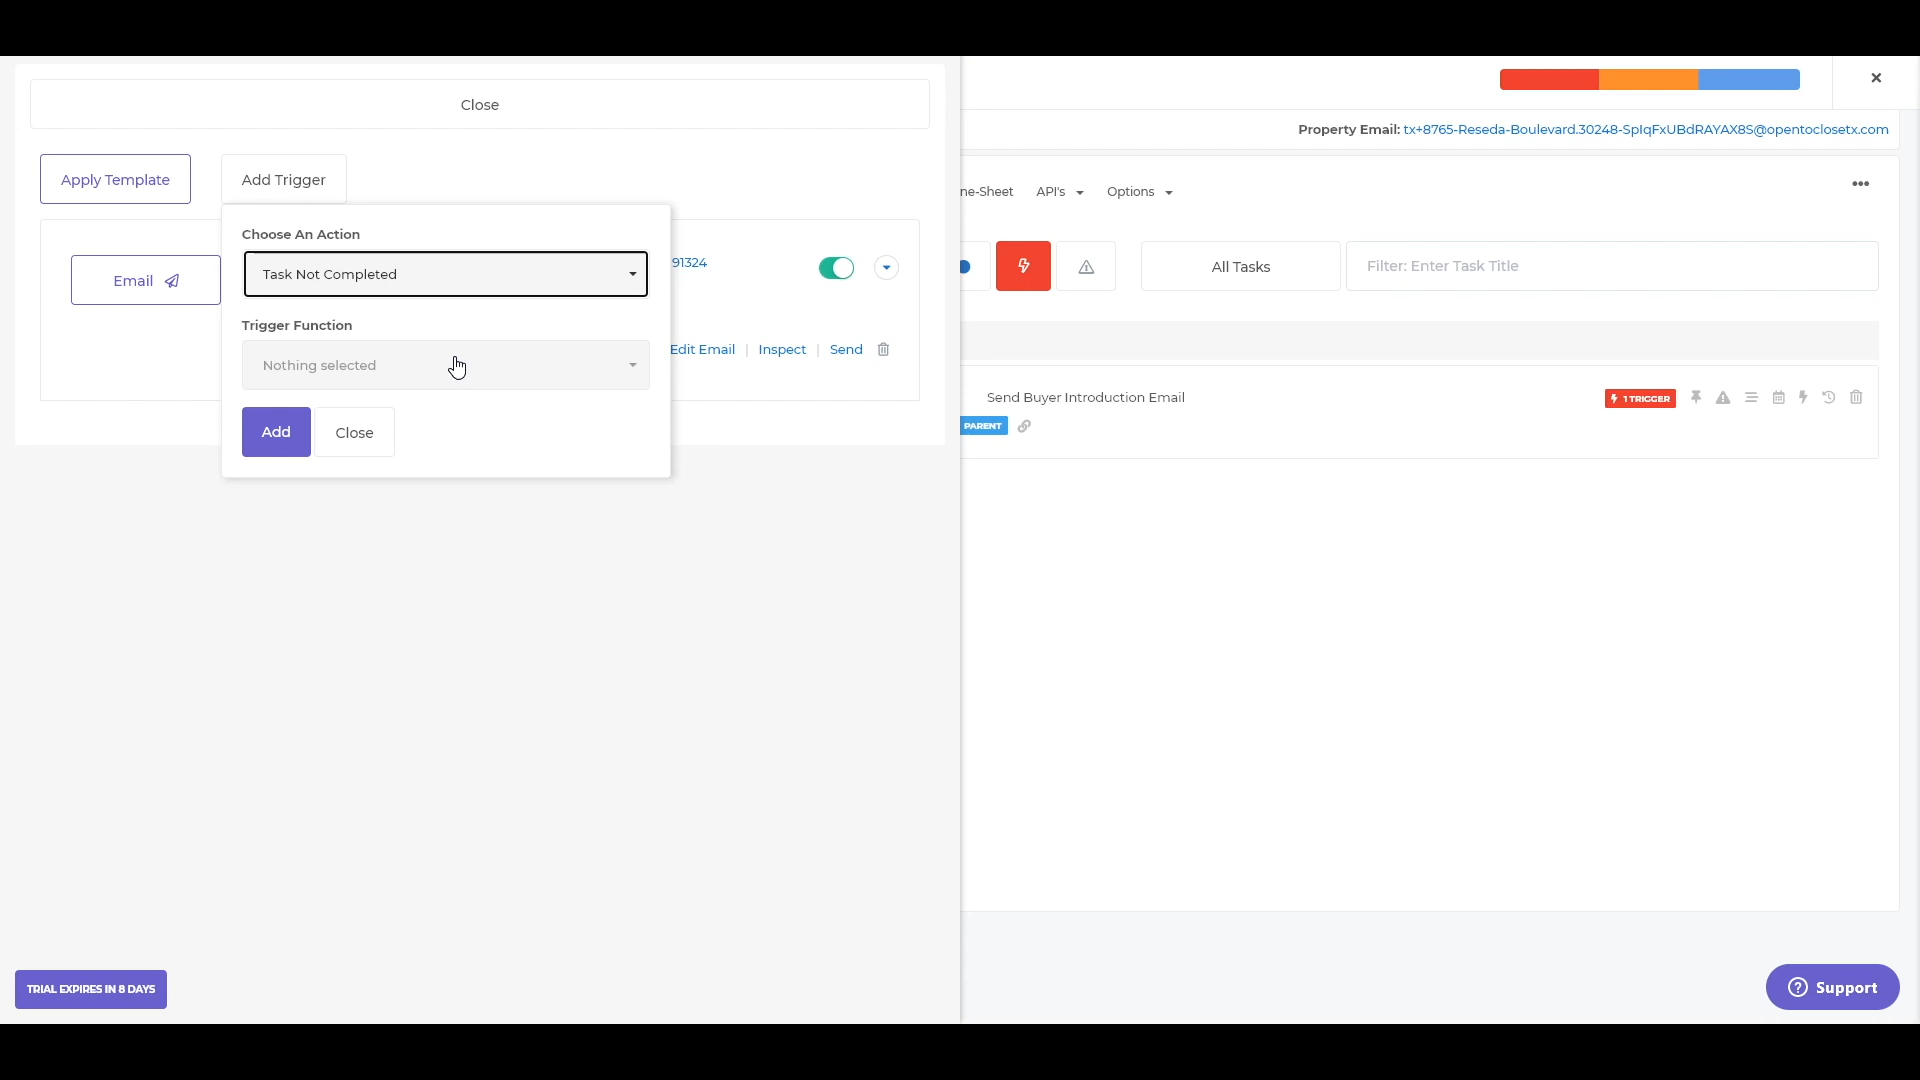 Close
Property Email: tx+8765-Reseda-Boulevard.30248-SplqFxUBdRAYAX8S@opentoclosetx.com
Apply Template
Add Trigger
ne-Sheet
API's
Options
Choose An Action
Task Not Completed
91324
All Tasks
Filter: Enter Task Title
Email
Trigger Function
Nothing selected
Edit Email | Inspect | Send
Add
Close
Send Buyer Introduction Email
1 TRIGGER
PARENT
TRIAL EXPIRES IN 8 DAYS
Support